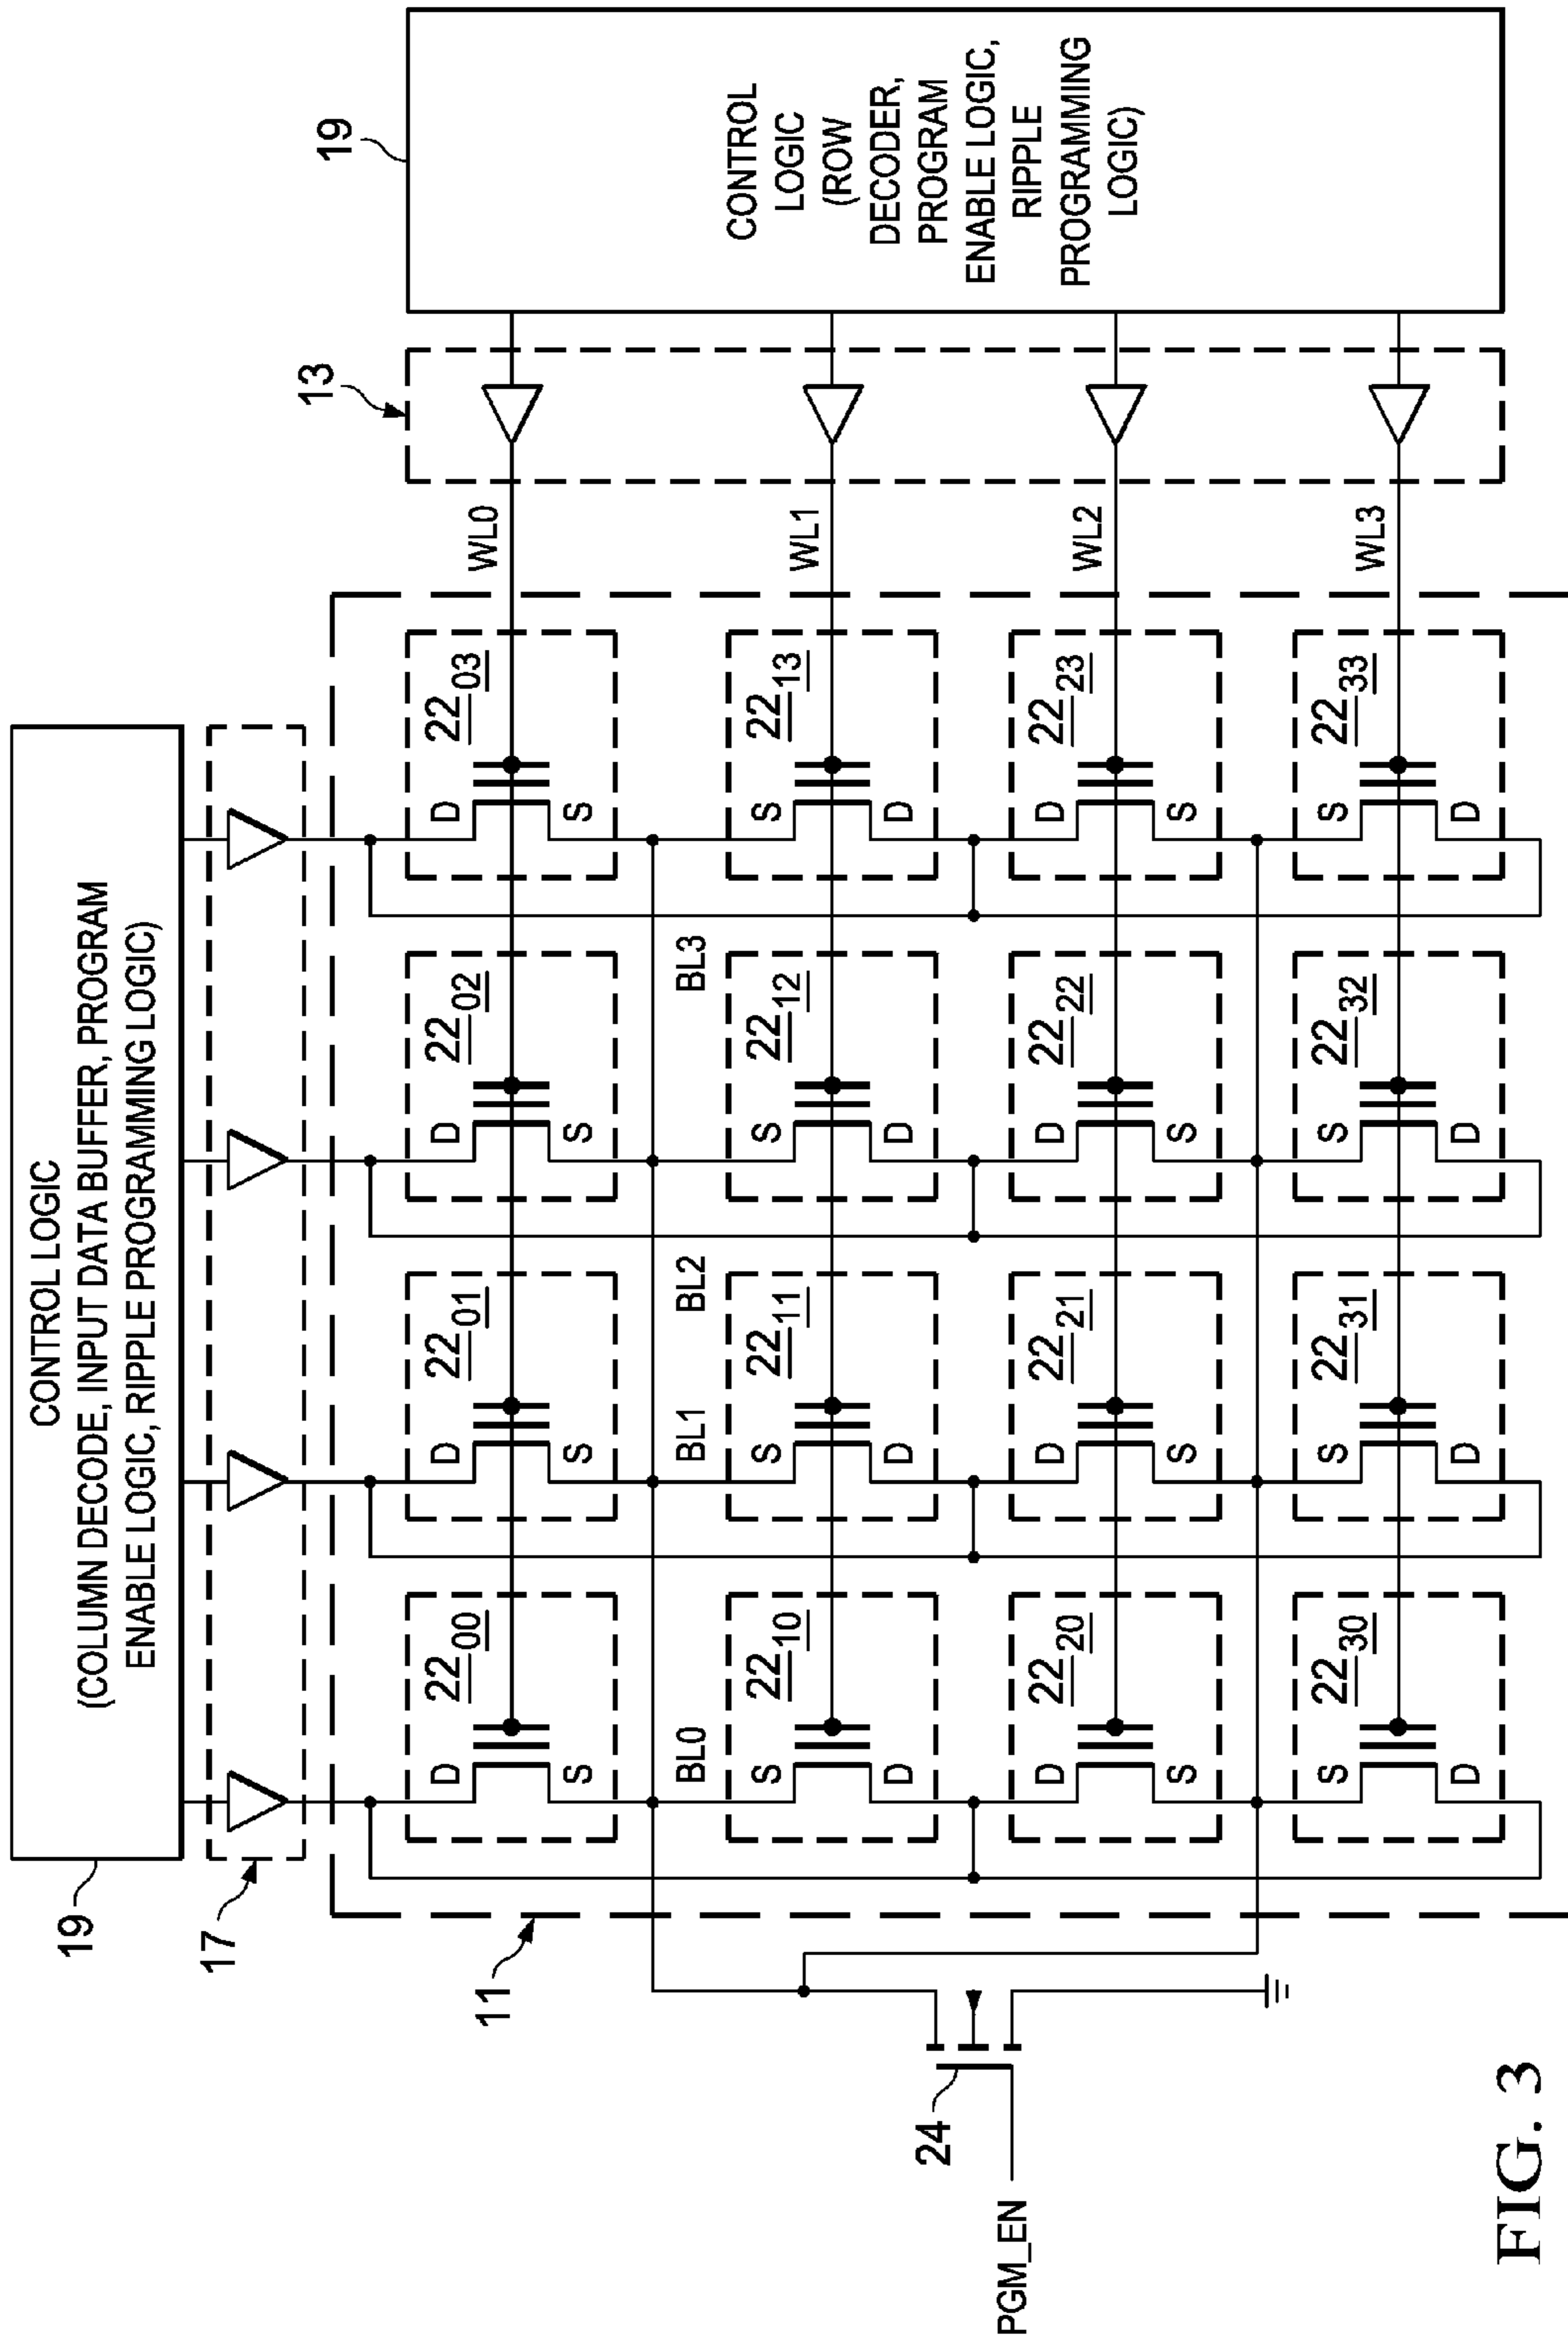 19
CONTROL LOGIC
(COLUMN DECODE, INPUT DATA BUFFER, PROGRAM
ENABLE LOGIC, RIPPLE PROGRAMMING LOGIC)
17
11
19
CONTROL
LOGIC
(ROW
DECODER,
PROGRAM
ENABLE LOGIC,
RIPPLE
PROGRAMMING
LOGIC)
13
22 00
22 01
22 02
22 03
WL0
D
D
D
D
S
S
S
S
BL0
BL1
BL2
BL3
22 10
22 11
22 12
22 13
WL1
S
S
S
S
D
D
D
D
22 20
22 21
22 22
22 23
WL2
D
D
D
D
S
S
S
S
22 30
22 31
22 32
22 33
WL3
S
S
S
S
D
D
D
D
24
PGM_EN
FIG. 3